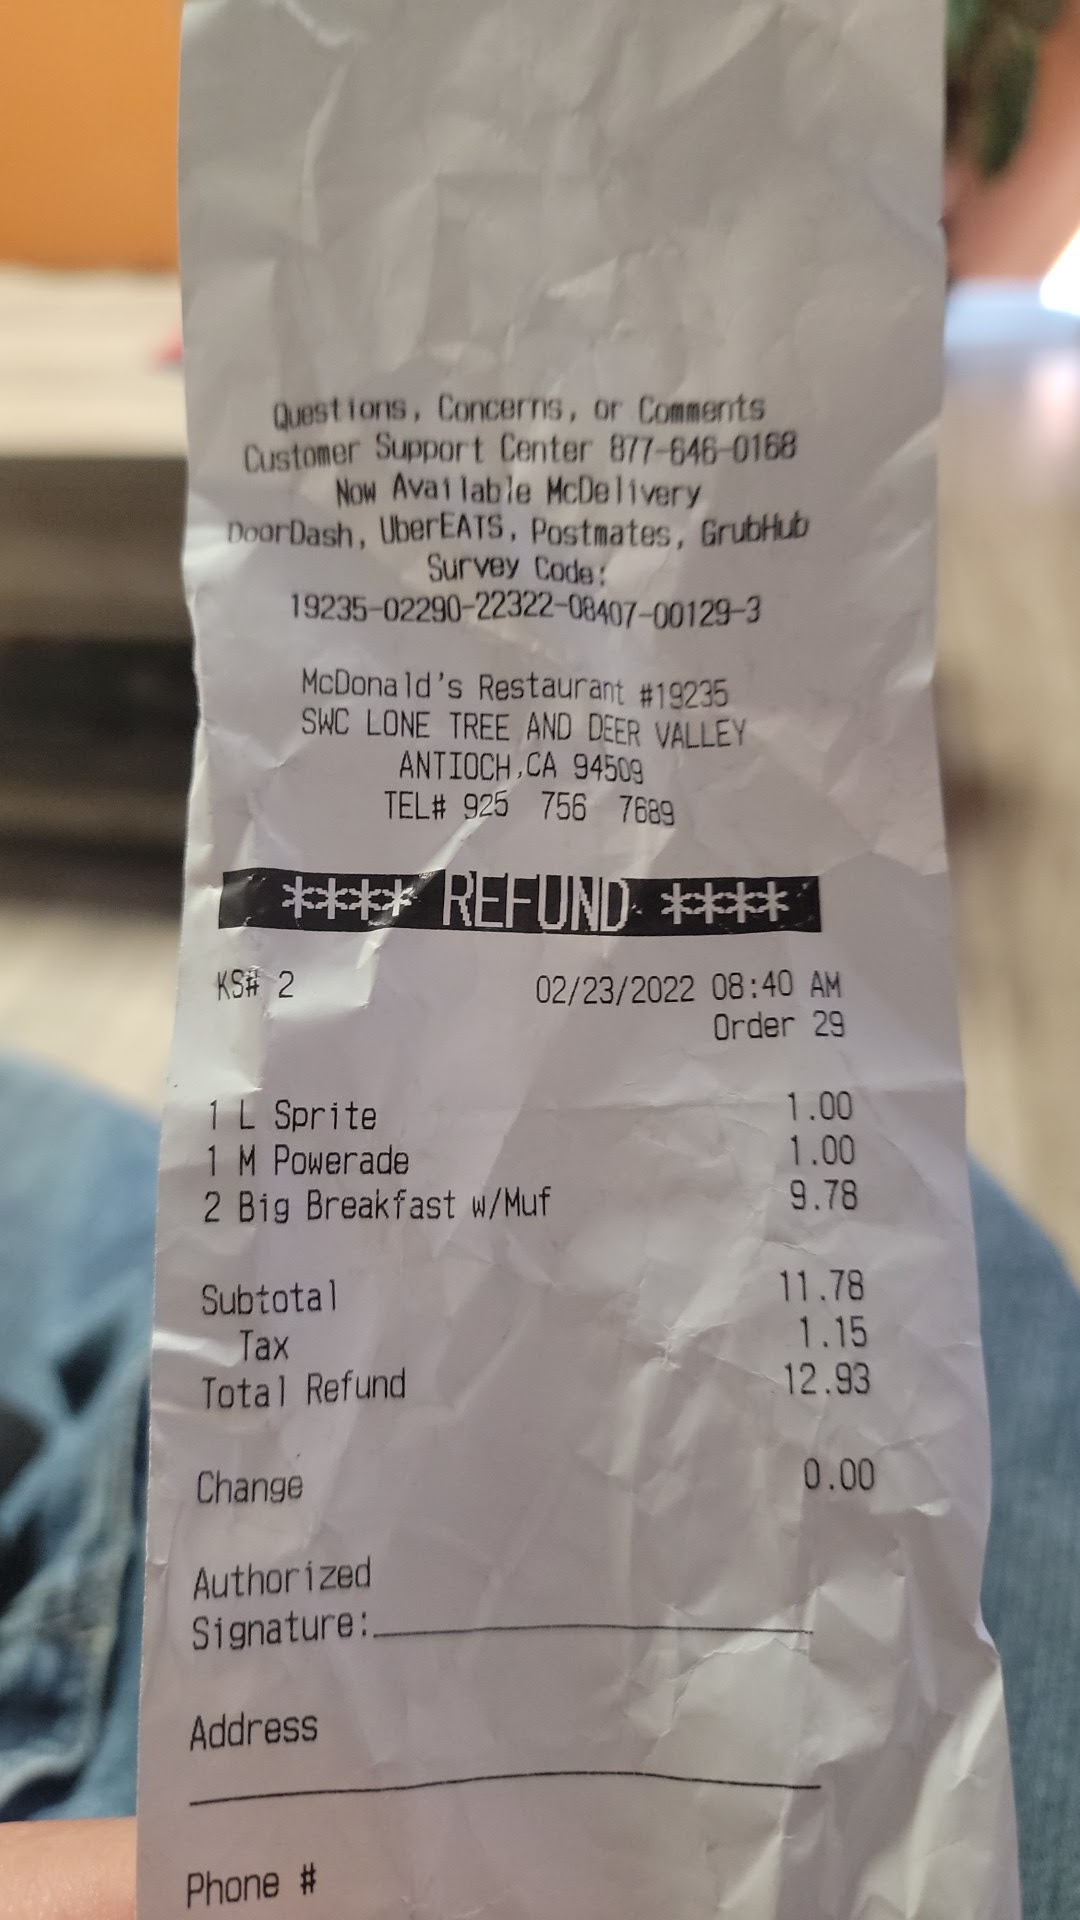 Questions, Concerns, or Comments
Customer Support Center 877-646-0168
Now Available McDelivery
DoorDash, UberEATS, Postmates, GrubHub
Survey Code:
19235-02290-22322-08407-00129-3
McDonald's Restaurant #19235
SWC LONE TREE AND DEER VALLEY
ANTIOCH,CA 94509
TEL# 925 756 7689
**** REFUND ****
KS# 2 02/23/2022 08:40 AM
Order 29
1 L Sprite 1.00
1 M Powerade 1.00
2 Big Breakfast w/Muf 9.78
Subtotal 11.78
Tax 1.15
Total Refund 12.93
Change 0.00
Authorized
Signature:
Address
Phone #